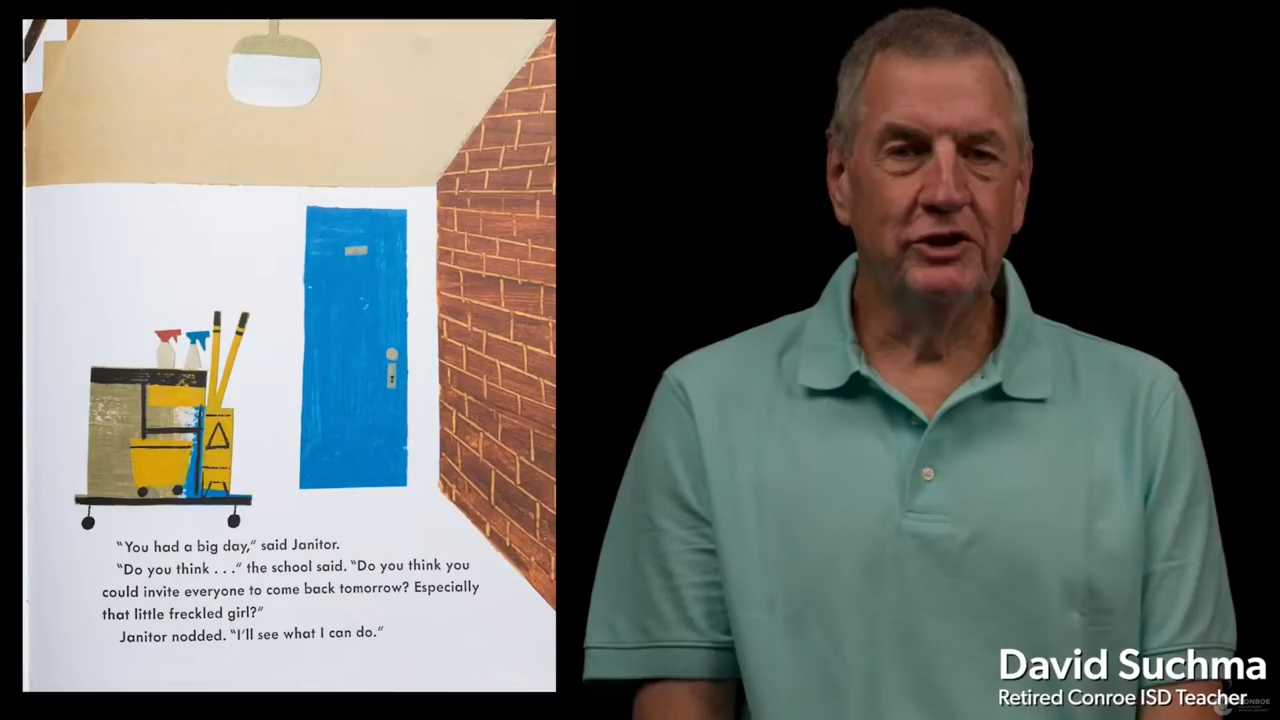 “You had a big day,” said Janitor.
“Do you think . . .” the school said. “Do you think you
could invite everyone to come back tomorrow? Especially
that little freckled girl?”
Janitor nodded. “I’ll see what I can do.”
David Suchma
Retired Conroe ISD Teacher
CONROE